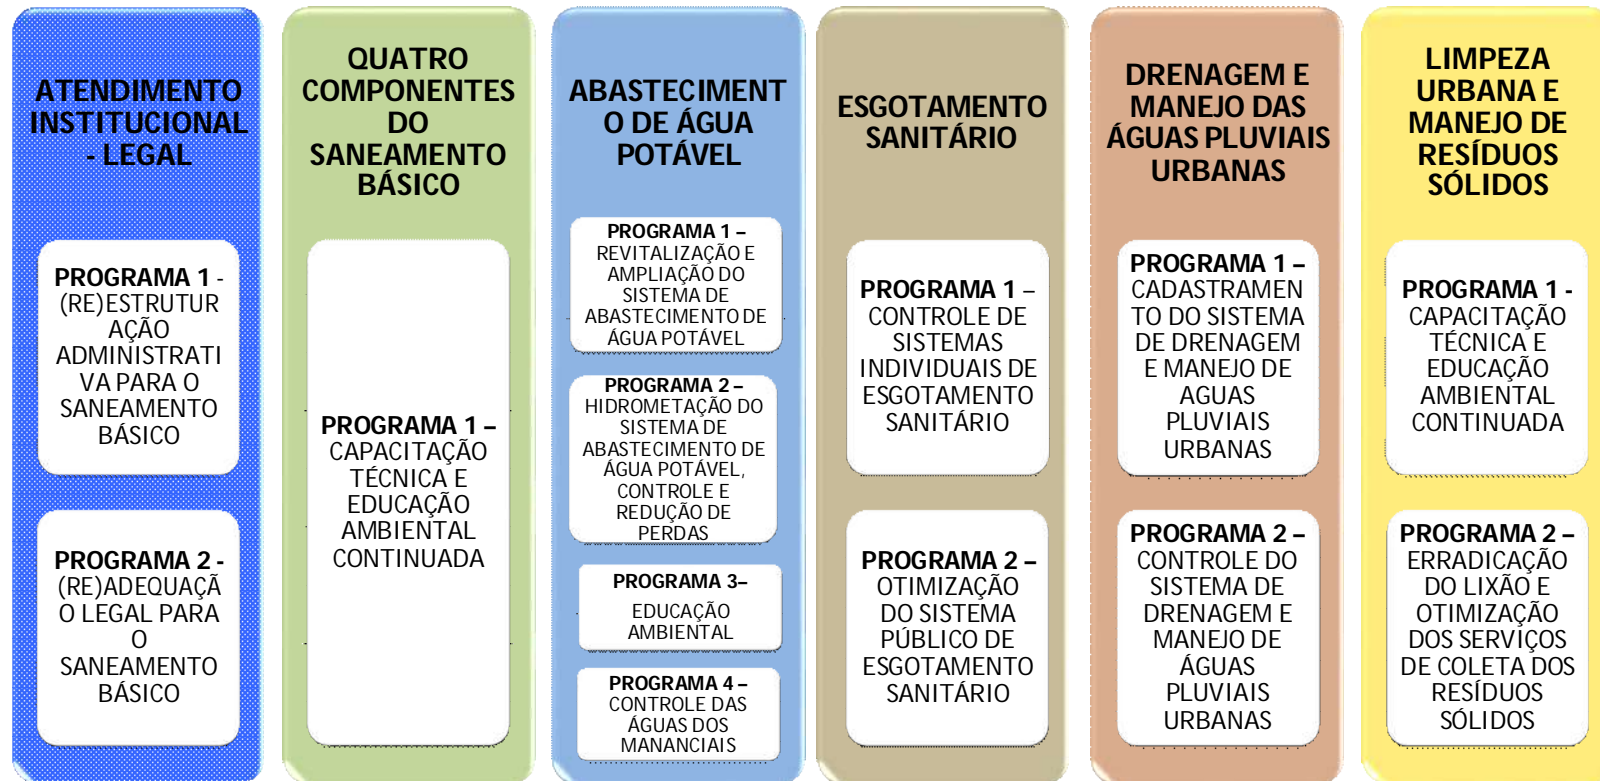 ATENDIMENTO
INSTITUCIONAL
- LEGAL
PROGRAMA 1 -
(RE)ESTRUTUR
AÇÃO
ADMINISTRATI
VA PARA O
SANEAMENTO
BÁSICO
PROGRAMA 2 -
(RE)ADEQUAÇÃ
O LEGAL PARA
O
SANEAMENTO
BÁSICO
QUATRO
COMPONENTES
DO
SANEAMENTO
BÁSICO
PROGRAMA 1 –
CAPACITAÇÃO
TÉCNICA E
EDUCAÇÃO
AMBIENTAL
CONTINUADA
ABASTECIMENT
O DE ÁGUA
POTÁVEL
PROGRAMA 1 –
REVITALIZAÇÃO E
AMPLIAÇÃO DO
SISTEMA DE
ABASTECIMENTO DE
ÁGUA POTÁVEL
PROGRAMA 2 –
HIDROMETAÇÃO DO
SISTEMA DE
ABASTECIMENTO DE
ÁGUA POTÁVEL,
CONTROLE E
REDUÇÃO DE
PERDAS
PROGRAMA 3–
EDUCAÇÃO
AMBIENTAL
PROGRAMA 4 –
CONTROLE DAS
ÁGUAS DOS
MANANCIAIS
ESGOTAMENTO
SANITÁRIO
PROGRAMA 1 –
CONTROLE DE
SISTEMAS
INDIVIDUAIS DE
ESGOTAMENTO
SANITÁRIO
PROGRAMA 2 –
OTIMIZAÇÃO
DO SISTEMA
PÚBLICO DE
ESGOTAMENTO
SANITÁRIO
DRENAGEM E
MANEJO DAS
ÁGUAS PLUVIAIS
URBANAS
PROGRAMA 1 –
CADASTRAMEN
TO DO SISTEMA
DE DRENAGEM
E MANEJO DE
AGUAS
PLUVIAIS
URBANAS
PROGRAMA 2 –
CONTROLE DO
SISTEMA DE
DRENAGEM E
MANEJO DE
ÁGUAS
PLUVIAIS
URBANAS
LIMPEZA
URBANA E
MANEJO DE
RESÍDUOS
SÓLIDOS
PROGRAMA 1 -
CAPACITAÇÃO
TÉCNICA E
EDUCAÇÃO
AMBIENTAL
CONTINUADA
PROGRAMA 2 –
ERRADICAÇÃO
DO LIXÃO E
OTIMIZAÇÃO
DOS SERVIÇOS
DE COLETA DOS
RESÍDUOS
SÓLIDOS